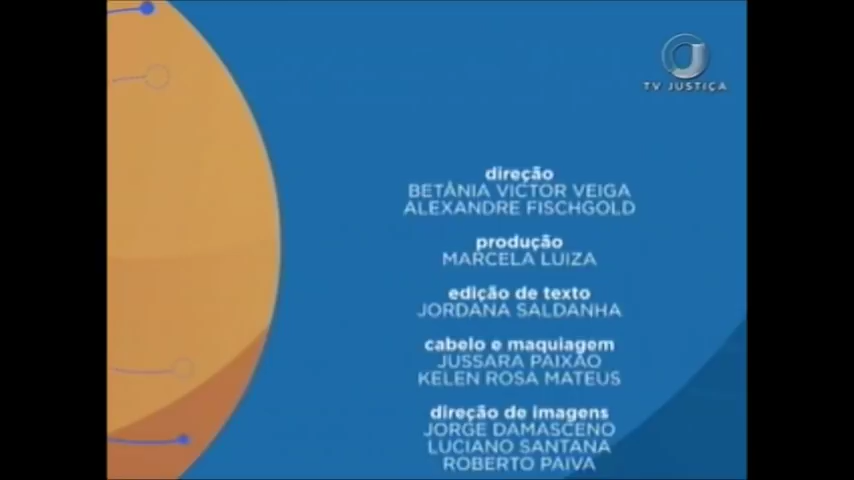 TV JUSTIÇA
direção
BETÂNIA VICTOR VEIGA
ALEXANDRE FISCHGOLD
produção
MARCELA LUIZA
edição de texto
JORDANA SALDANHA
cabelo e maquiagem
JUSSARA PAIXÃO
KELEN ROSA MATEUS
direção de imagens
JORGE DAMASCENO
LUCIANO SANTANA
ROBERTO PAIVA